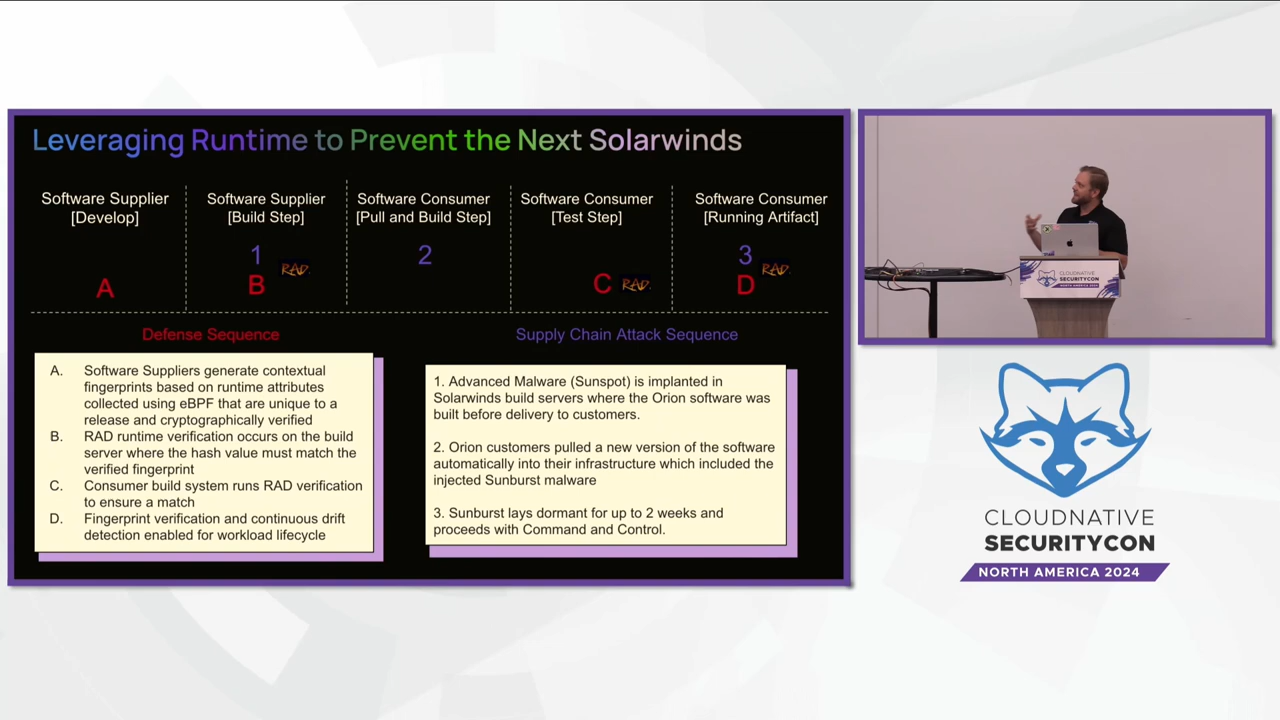 Leveraging Runtime to Prevent the Next Solarwinds
Software Supplier
[Develop]
Software Supplier
[Build Step]
Software Consumer
[Pull and Build Step]
Software Consumer
[Test Step]
Software Consumer
[Running Artifact]
1
RAD.
2
3
RAD.
A
B
C
RAD.
D
Defense Sequence
A. Software Suppliers generate contextual
fingerprints based on runtime attributes
collected using eBPF that are unique to a
release and cryptographically verified
B. RAD runtime verification occurs on the build
server where the hash value must match the
verified fingerprint
C. Consumer build system runs RAD verification
to ensure a match
D. Fingerprint verification and continuous drift
detection enabled for workload lifecycle
Supply Chain Attack Sequence
1. Advanced Malware (Sunspot) is implanted in
Solarwinds build servers where the Orion software was
built before delivery to customers.
2. Orion customers pulled a new version of the software
automatically into their infrastructure which included the
injected Sunburst malware
3. Sunburst lays dormant for up to 2 weeks and
proceeds with Command and Control.
CLOUDNATIVE
SECURITYCON
NORTH AMERICA 2024
CLOUDNATIVE
SECURITYCON
NORTH AMERICA 2024